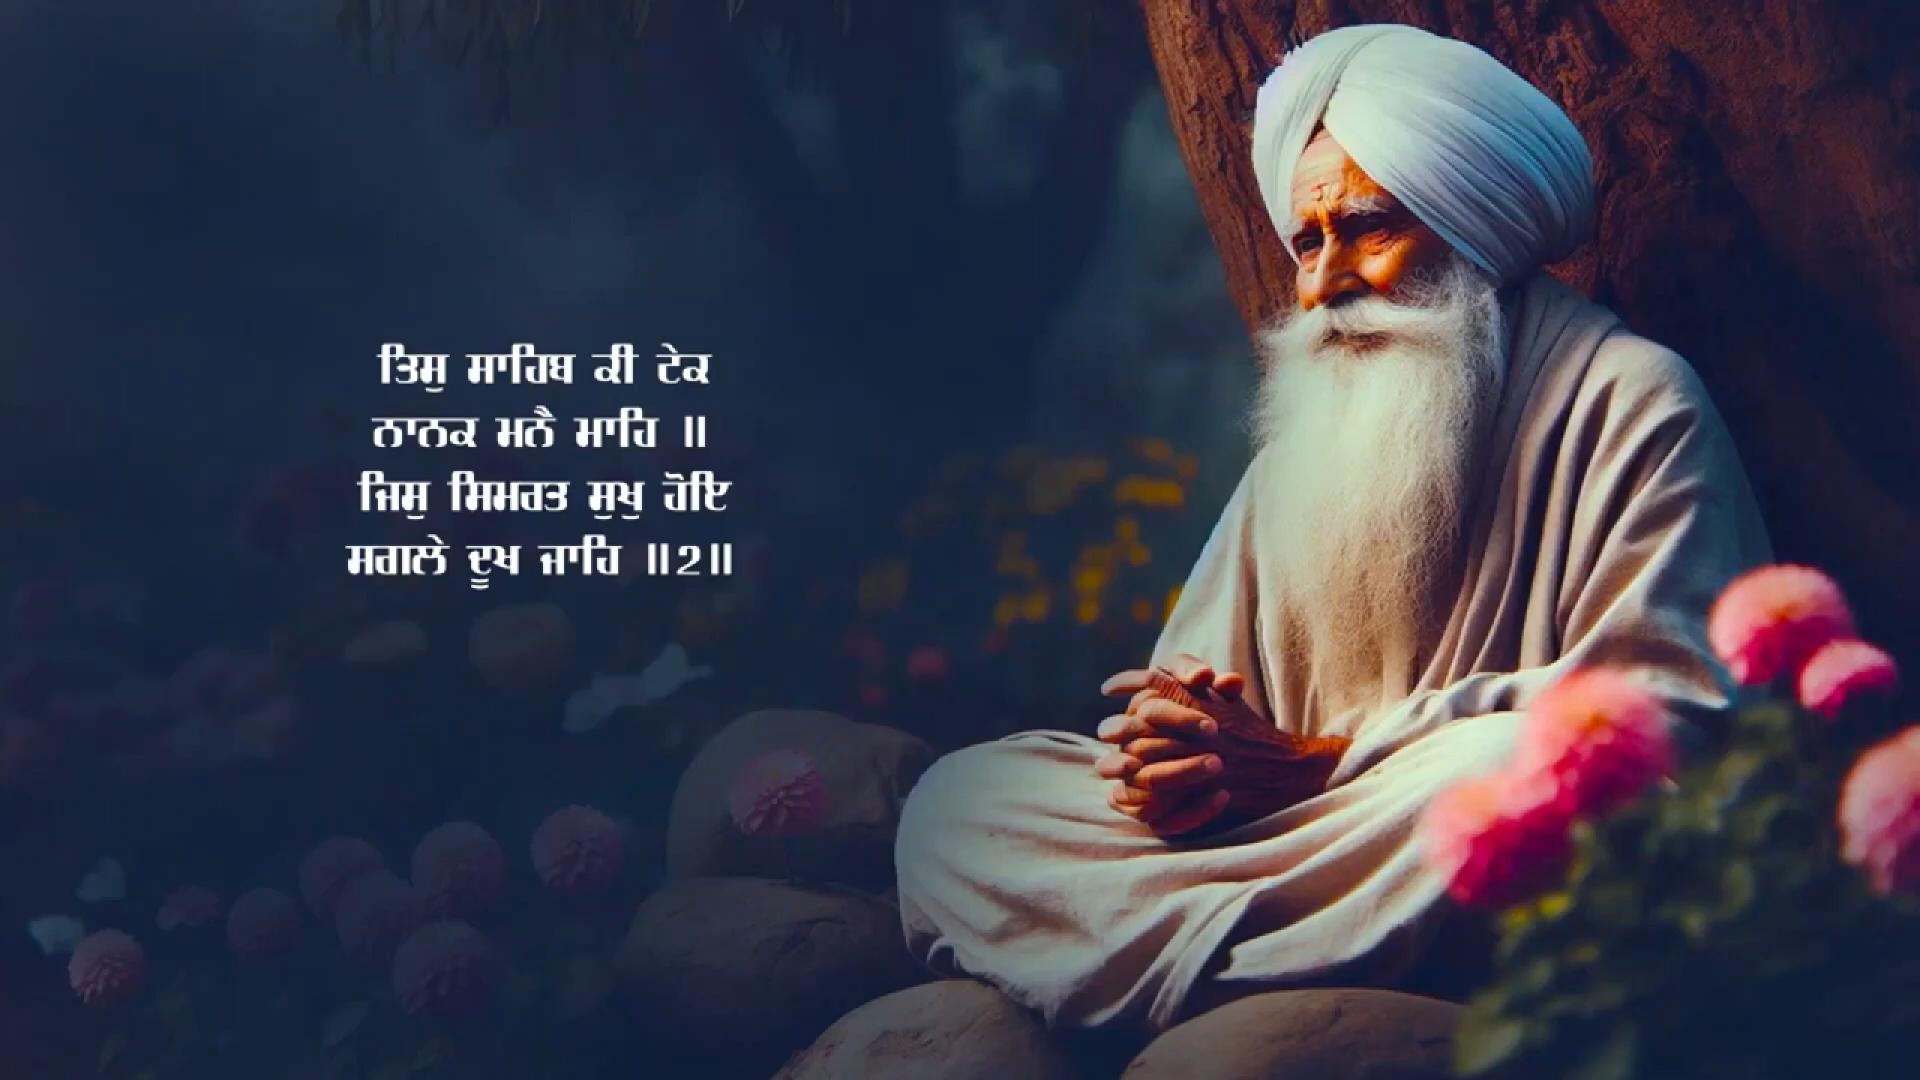 ਤਿਸੁ ਸਾਹਿਬ ਕੀ ਟੇਕ
ਨਾਨਕ ਮਨੈ ਮਾਹਿ ॥
ਜਿਸੁ ਸਿਮਰਤ ਸੁਖੁ ਹੋਇ
ਸਗਲੇ ਦੂਖ ਜਾਹਿ ॥2॥